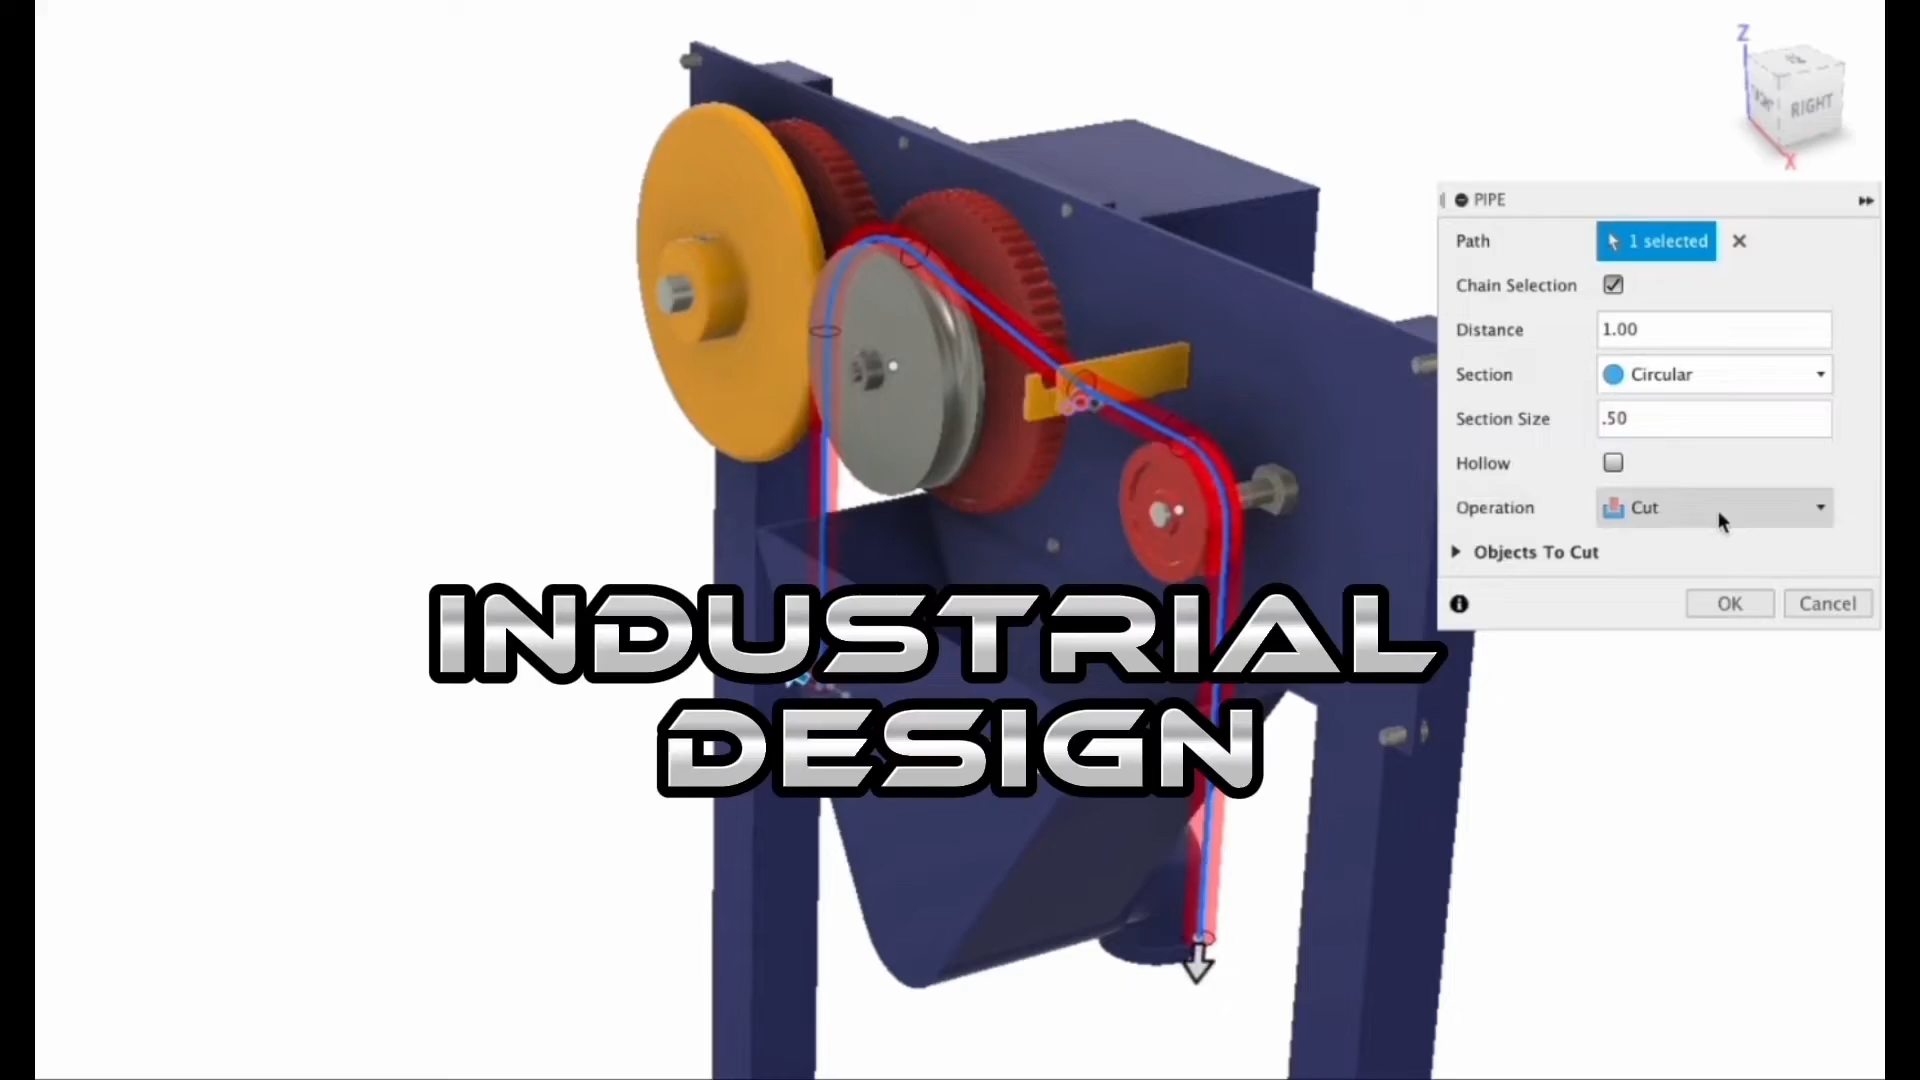 Z
RIGHT
X
PIPE
Path 1 selected
Chain Selection
Distance 1.00
Section Circular
Section Size .50
Hollow
Operation Cut
Objects To Cut
OK Cancel
INDUSTRIAL
DESIGN